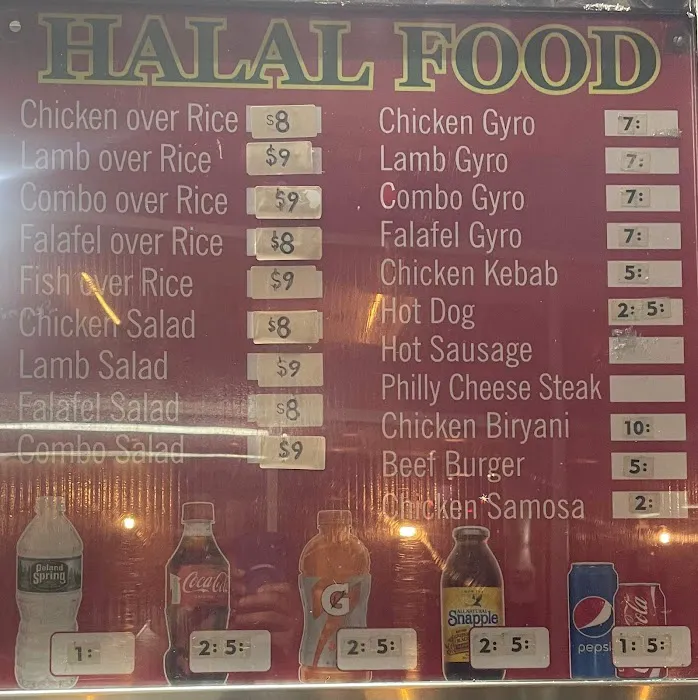 HALAL FOOD
Chicken over Rice $8
Lamb over Rice $9
Combo over Rice $9
Falafel over Rice $8
Fish over Rice $9
Chicken Salad $8
Lamb Salad $9
Falafel Salad $8
Combo Salad $9
Chicken Gyro 7:
Lamb Gyro 7:
Combo Gyro 7:
Falafel Gyro 7:
Chicken Kebab 5:
Hot Dog 2: 5:
Hot Sausage
Philly Cheese Steak
Chicken Biryani 10:
Beef Burger 5:
Chicken Samosa 2:
Poland Spring
Coca-Cola
G
ALL NATURAL
Snapple
pepsi
1:
2: 5:
2: 5:
2: 5:
1: 5: